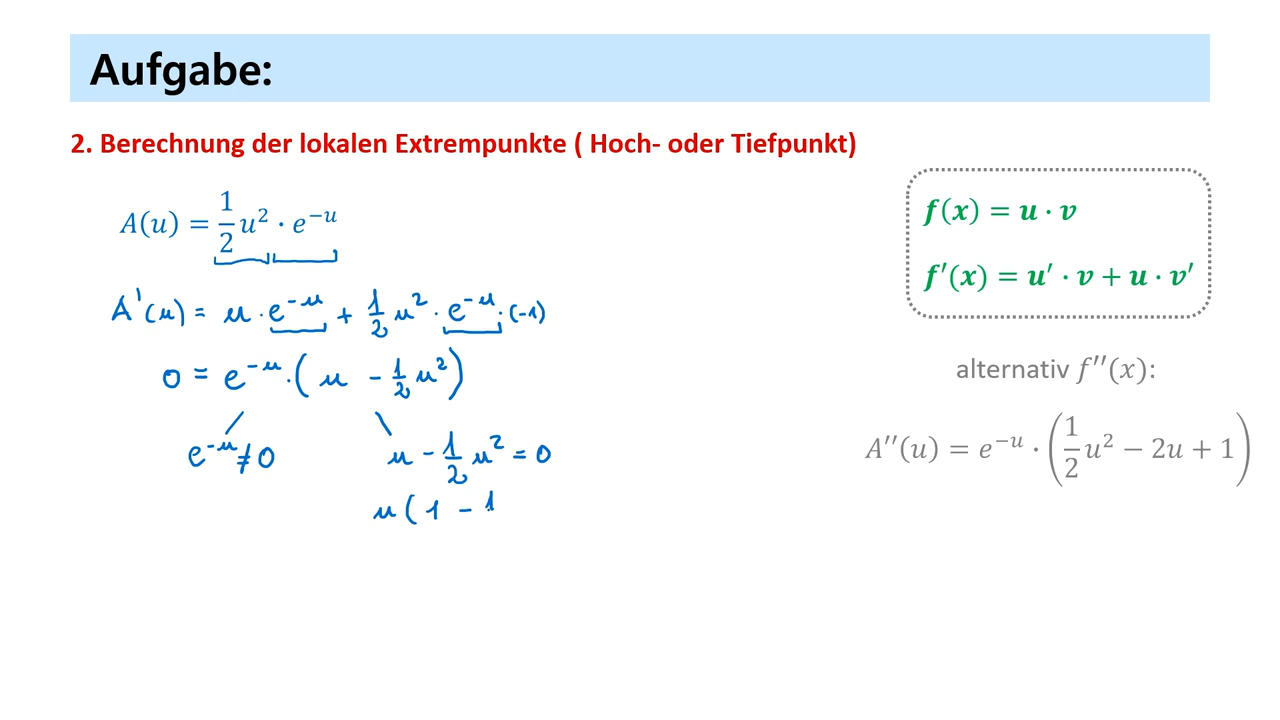 Aufgabe:
2. Berechnung der lokalen Extrempunkte ( Hoch- oder Tiefpunkt)
A(u) = 1/2 u² · e^(−u)
A'(u) = u · e^(−u) + 1/2 u² · e^(−u) · (−1)
0 = e^(−u) · ( u − 1/2 u² )
e^(−u) ≠ 0
u − 1/2 u² = 0
u ( 1 − 1
f(x) = u · v
f'(x) = u' · v + u · v'
alternativ f''(x):
A''(u) = e^(−u) · (1/2 u² − 2u + 1)